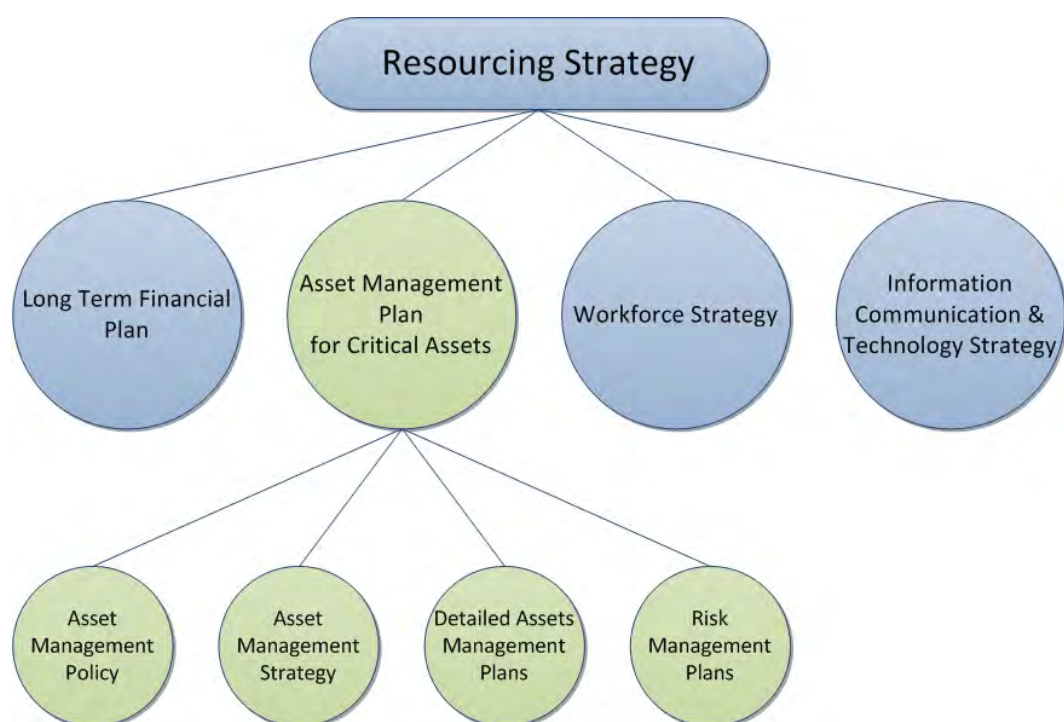 Resourcing Strategy
Long Term Financial
Plan
Asset Management
Plan
for Critical Assets
Workforce Strategy
Information
Communication &
Technology Strategy
Asset
Management
Policy
Asset
Management
Strategy
Detailed Assets
Management
Plans
Risk
Management
Plans